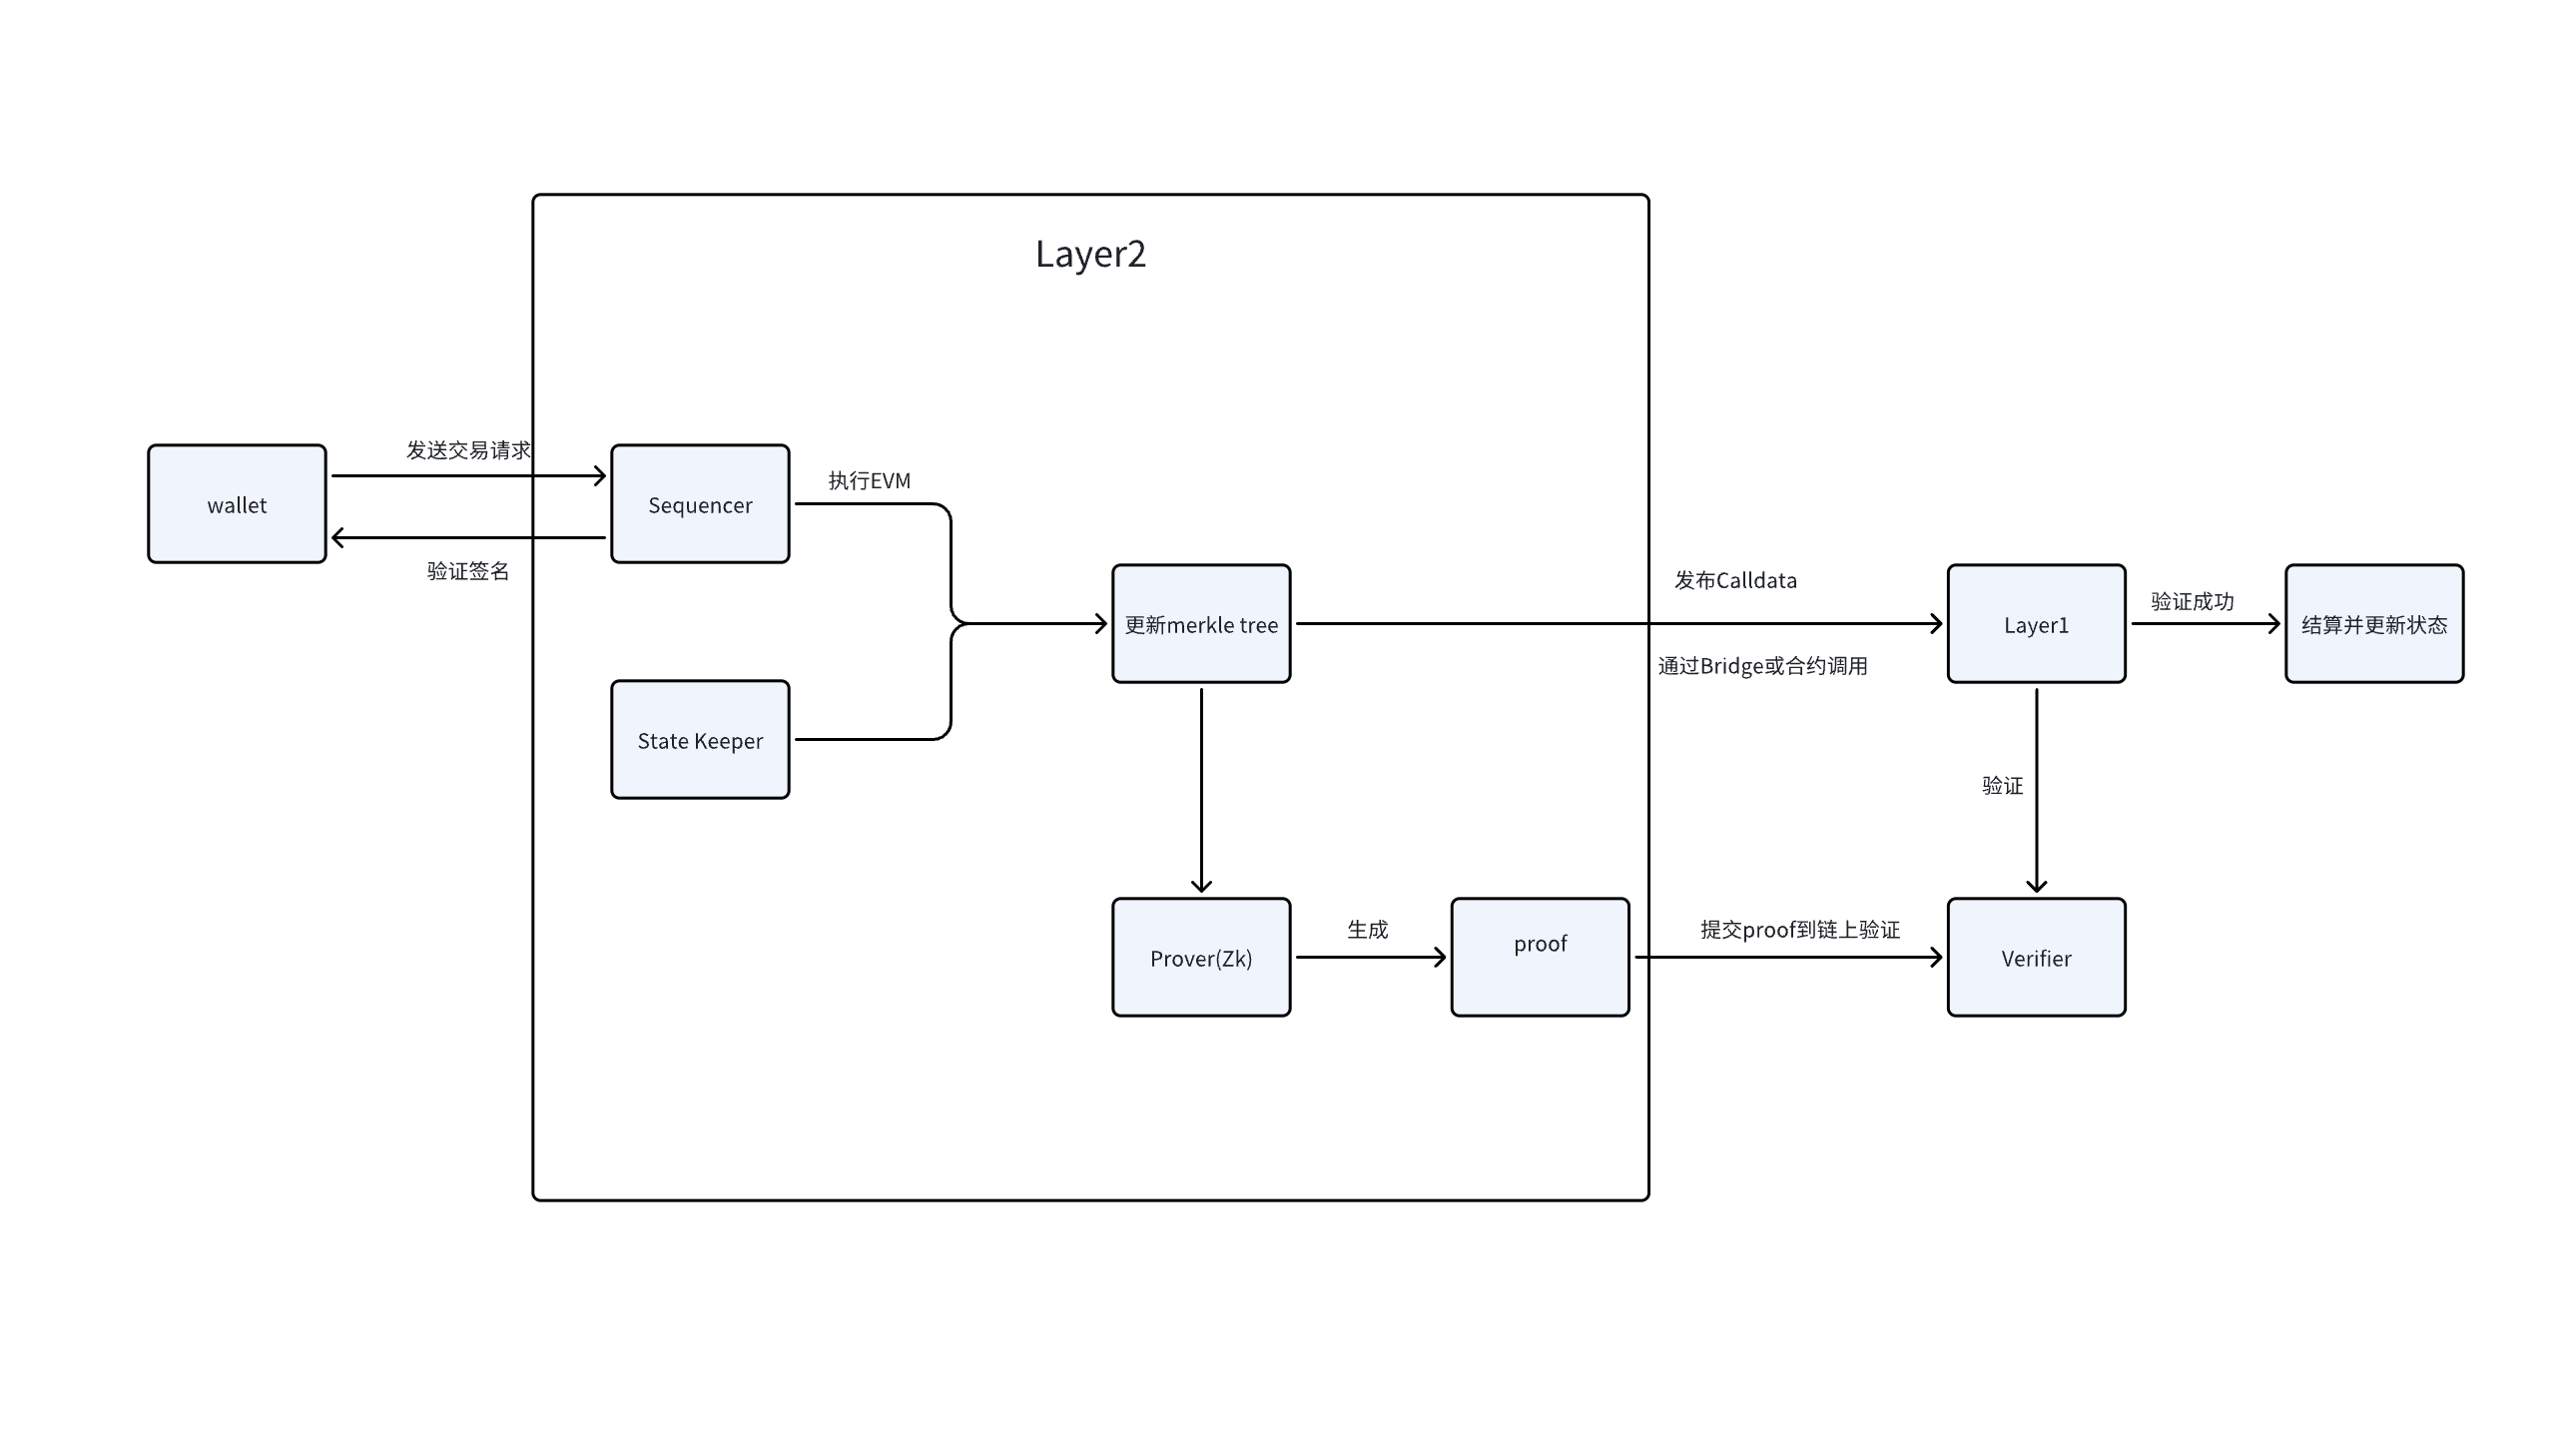 Layer2
发送交易请求
wallet
Sequencer
执行EVM
验证签名
发布Calldata
更新merkle tree
Layer1
验证成功
结算并更新状态
通过Bridge或合约调用
State Keeper
验证
生成
提交proof到链上验证
Prover(Zk)
proof
Verifier